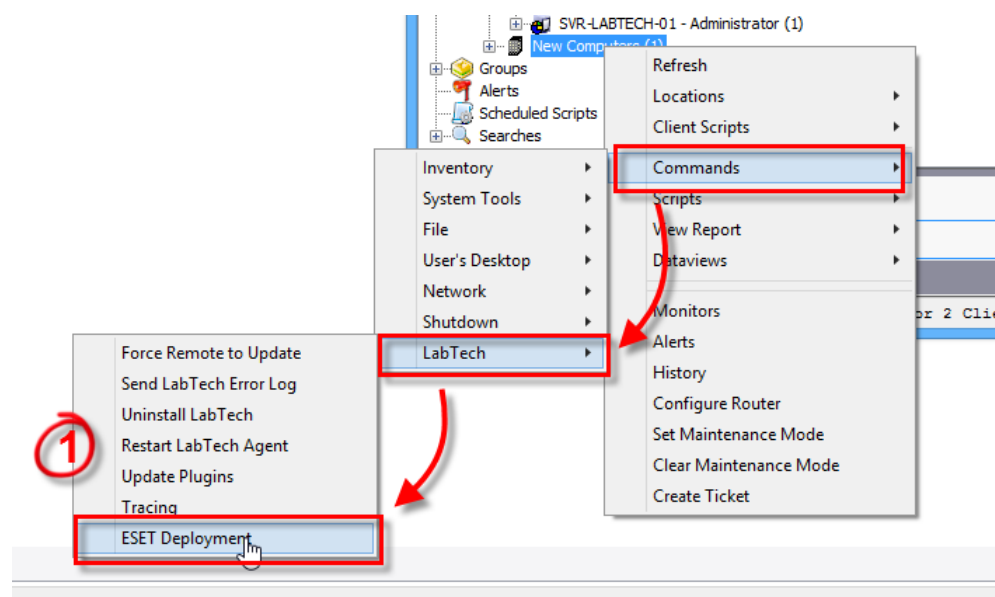 SVR-LABTECH-01 - Administrator (1)
New Computers (1)
Groups
Alerts
Scheduled Scripts
Searches
Refresh
Locations
Client Scripts
Commands
Scripts
View Report
Dataviews
Monitors
Alerts
History
Configure Router
Set Maintenance Mode
Clear Maintenance Mode
Create Ticket
Inventory
System Tools
File
User's Desktop
Network
Shutdown
LabTech
Force Remote to Update
Send LabTech Error Log
Uninstall LabTech
Restart LabTech Agent
Update Plugins
Tracing
ESET Deployment
1
or 2 Clie